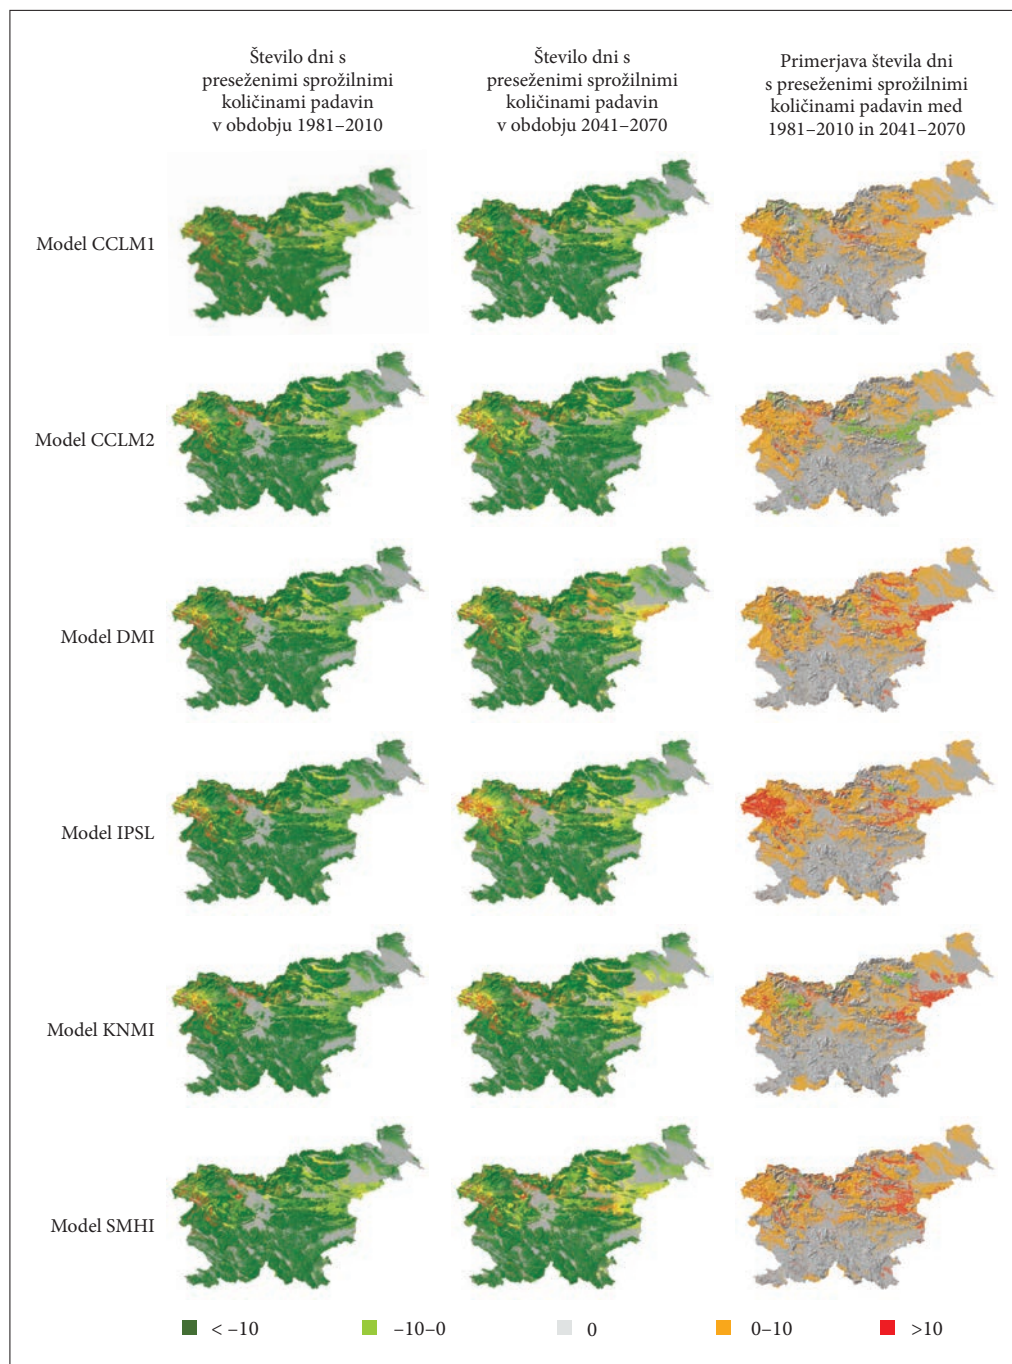 Število dni s
preseženimi sprožilnimi
količinami padavin
v obdobju 1981–2010
Število dni s
preseženimi sprožilnimi
količinami padavin
v obdobju 2041–2070
Primerjava števila dni
s preseženimi sprožilnimi
količinami padavin med
1981–2010 in 2041–2070
Model CCLM1
Model CCLM2
Model DMI
Model IPSL
Model KNMI
Model SMHI
< –10
–10–0
0
0–10
>10